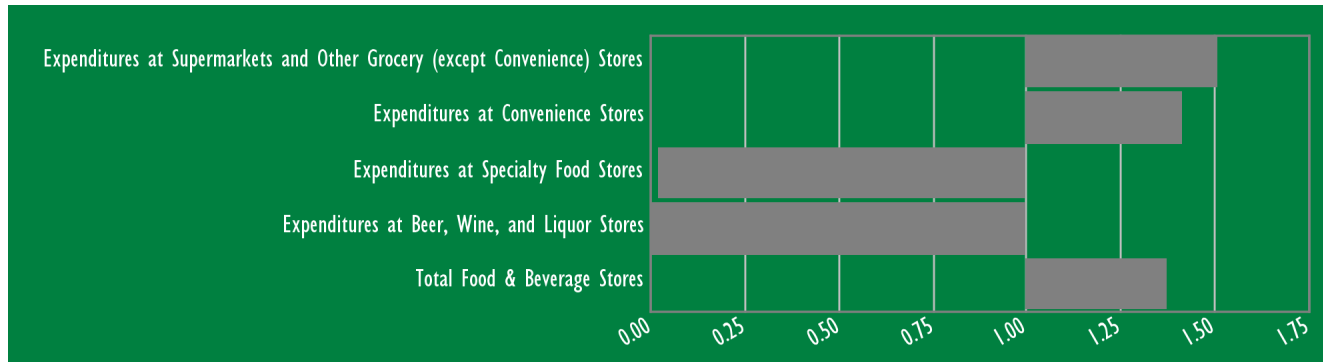 Expenditures at Supermarkets and Other Grocery (except Convenience) Stores
Expenditures at Convenience Stores
Expenditures at Specialty Food Stores
Expenditures at Beer, Wine, and Liquor Stores
Total Food & Beverage Stores
0.00 0.25 0.50 0.75 1.00 1.25 1.50 1.75